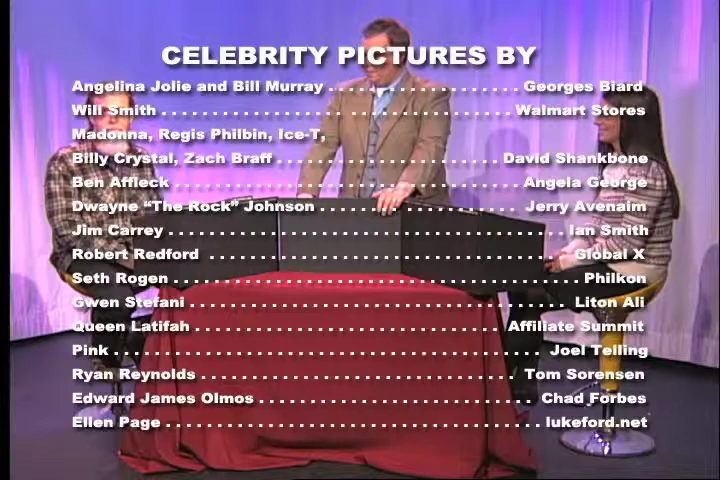 CELEBRITY PICTURES BY
Angelina Jolie and Bill Murray . . . . . . . . . . . . . . . . . . . Georges Biard
Will Smith . . . . . . . . . . . . . . . . . . . . . . . . . . . . . . . . . . . Walmart Stores
Madonna, Regis Philbin, Ice-T,
Billy Crystal, Zach Braff . . . . . . . . . . . . . . . . . . . . . . David Shankbone
Ben Affleck . . . . . . . . . . . . . . . . . . . . . . . . . . . . . . . . . . Angela George
Dwayne “The Rock” Johnson . . . . . . . . . . . . . . . . . . . . Jerry Avenaim
Jim Carrey . . . . . . . . . . . . . . . . . . . . . . . . . . . . . . . . . . . . . . . Ian Smith
Robert Redford . . . . . . . . . . . . . . . . . . . . . . . . . . . . . . . . . . . Global X
Seth Rogen . . . . . . . . . . . . . . . . . . . . . . . . . . . . . . . . . . . . . . . . Philkon
Gwen Stefani . . . . . . . . . . . . . . . . . . . . . . . . . . . . . . . . . . . . . Liton Ali
Queen Latifah . . . . . . . . . . . . . . . . . . . . . . . . . . . . . . Affiliate Summit
Pink . . . . . . . . . . . . . . . . . . . . . . . . . . . . . . . . . . . . . . . . . . Joel Telling
Ryan Reynolds . . . . . . . . . . . . . . . . . . . . . . . . . . . . . . . Tom Sorensen
Edward James Olmos . . . . . . . . . . . . . . . . . . . . . . . . . . . Chad Forbes
Ellen Page . . . . . . . . . . . . . . . . . . . . . . . . . . . . . . . . . . . . . lukeford.net